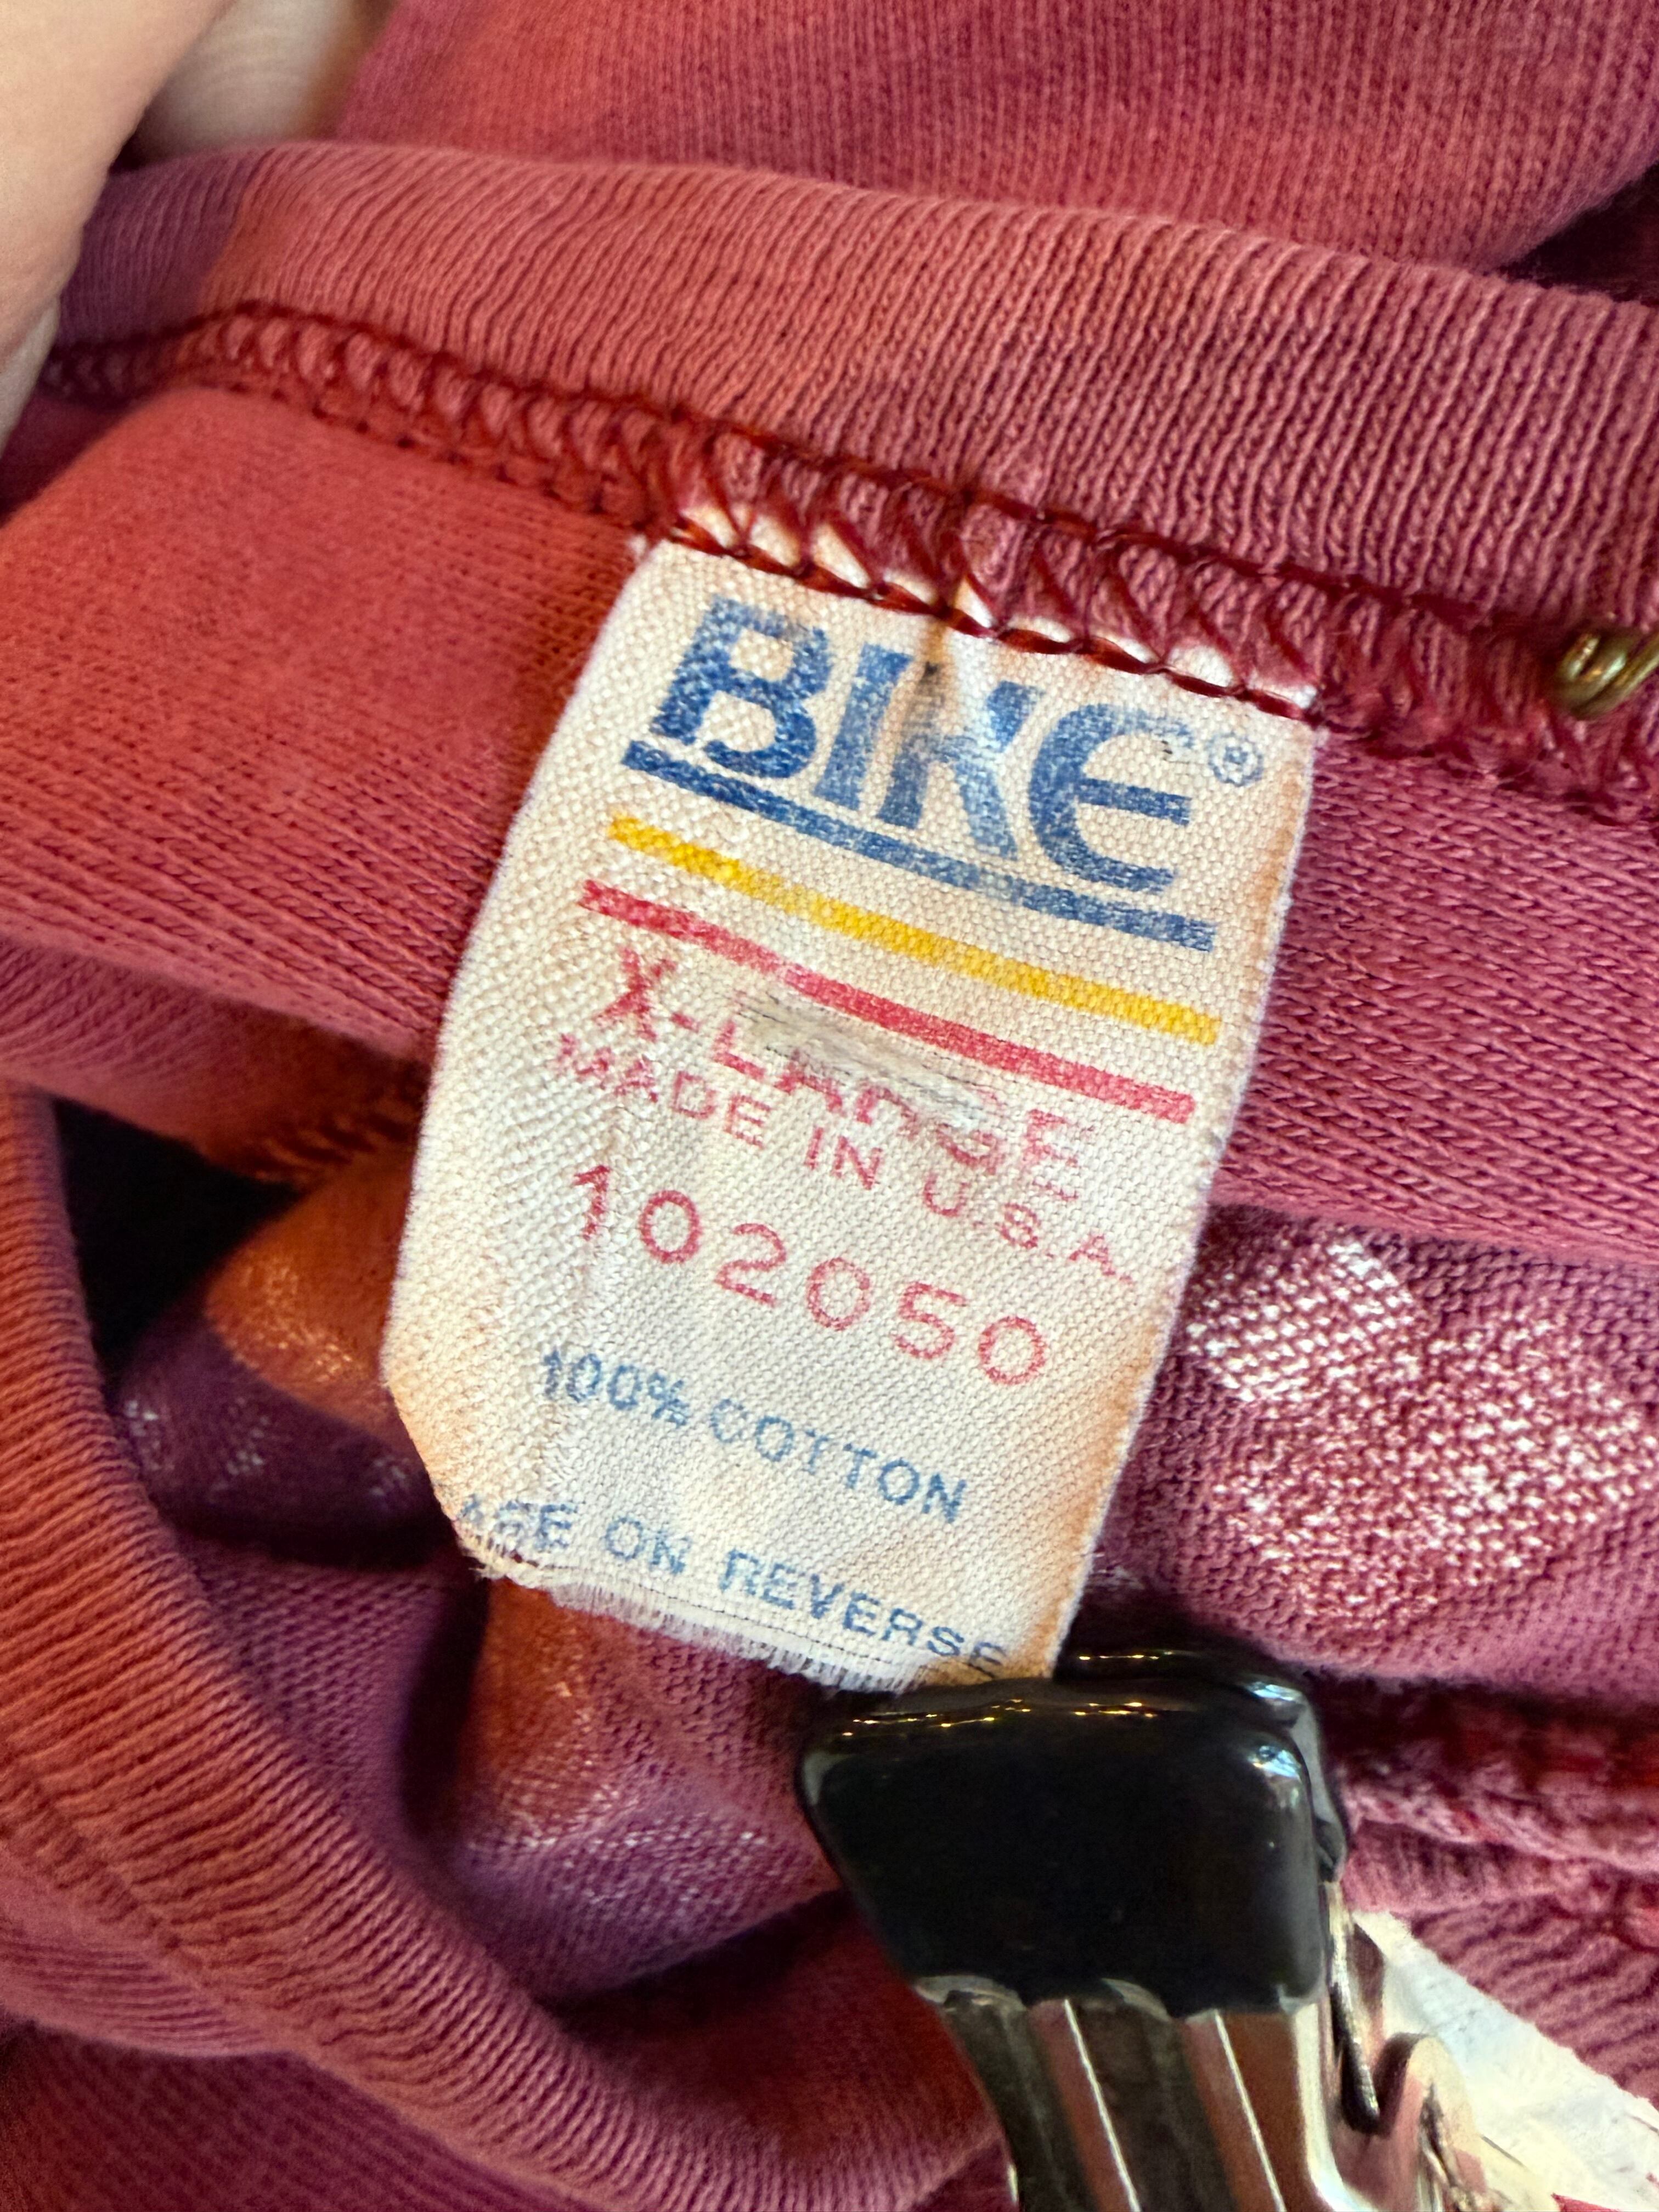 BIKE®
X-LARGE
MADE IN U.S.A.
102050
100% COTTON
ON REVERSE